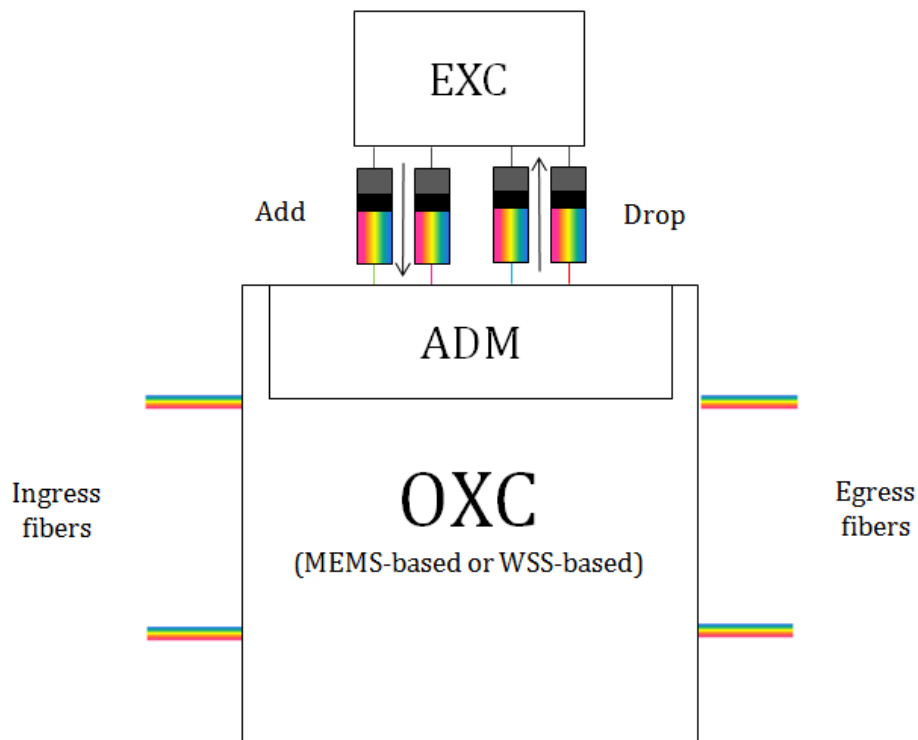 EXC
Add
Drop
ADM
Ingress
fibers
OXC
(MEMS-based or WSS-based)
Egress
fibers